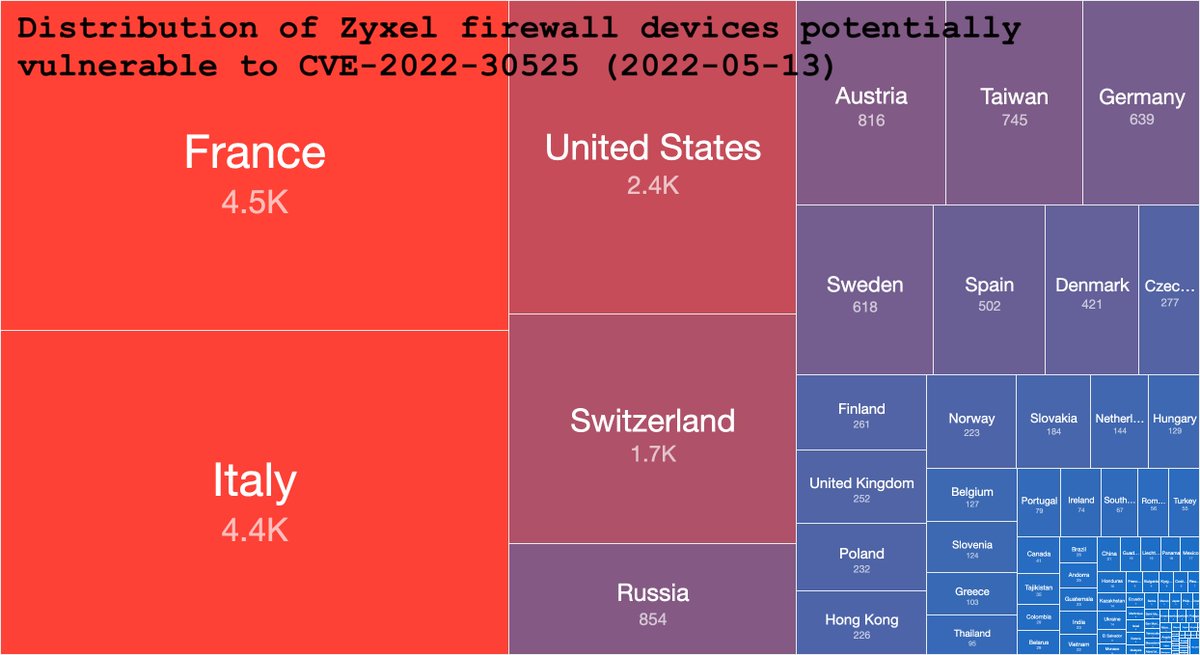 Distribution of Zyxel firewall devices potentially
vulnerable to CVE-2022-30525 (2022-05-13)
France
4.5K
Italy
4.4K
United States
2.4K
Switzerland
1.7K
Russia
854
Austria
816
Taiwan
745
Germany
639
Sweden
618
Spain
502
Denmark
421
Czec...
277
Finland
261
United Kingdom
252
Poland
232
Hong Kong
226
Norway
223
Slovakia
184
Netherl...
144
Hungary
129
Belgium
127
Slovenia
124
Greece
103
Thailand
95
Portugal
79
Ireland
74
South...
67
Rom...
56
Turkey
55
Canada
41
Tajikistan
Colombia
Belarus
Brazil
Andorra
Guatemala
India
Vietnam
China
Guad...
Liecht...
Panama
Mexico
Honduras
Kazakhstan
Ukraine
El Salvador
Monaco
Ecuador